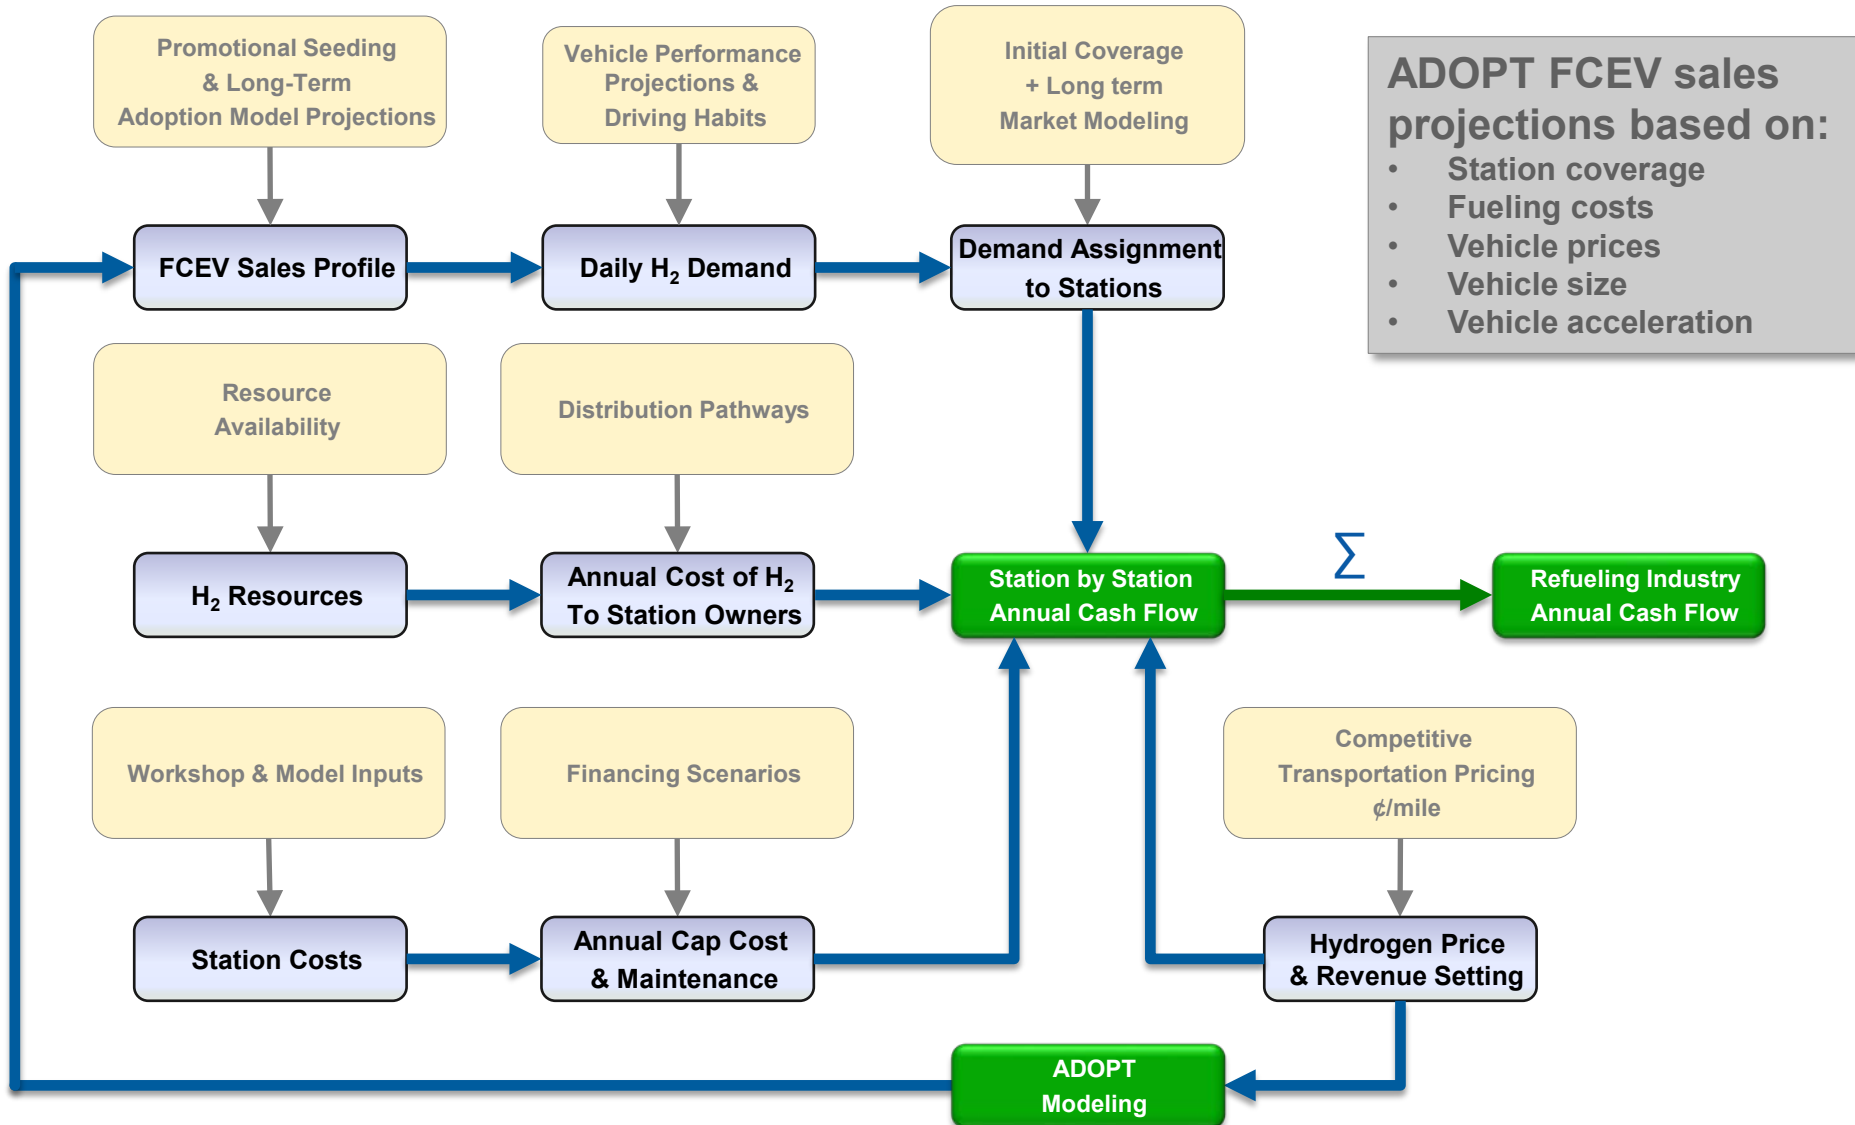 Promotional Seeding
& Long-Term
Adoption Model Projections
Vehicle Performance
Projections &
Driving Habits
Initial Coverage
+ Long term
Market Modeling
ADOPT FCEV sales
projections based on:
• Station coverage
• Fueling costs
• Vehicle prices
• Vehicle size
• Vehicle acceleration
FCEV Sales Profile
Daily H₂ Demand
Demand Assignment
to Stations
Resource
Availability
Distribution Pathways
H₂ Resources
Annual Cost of H₂
To Station Owners
Station by Station
Annual Cash Flow
∑
Refueling Industry
Annual Cash Flow
Workshop & Model Inputs
Financing Scenarios
Competitive
Transportation Pricing
¢/mile
Station Costs
Annual Cap Cost
& Maintenance
Hydrogen Price
& Revenue Setting
ADOPT
Modeling